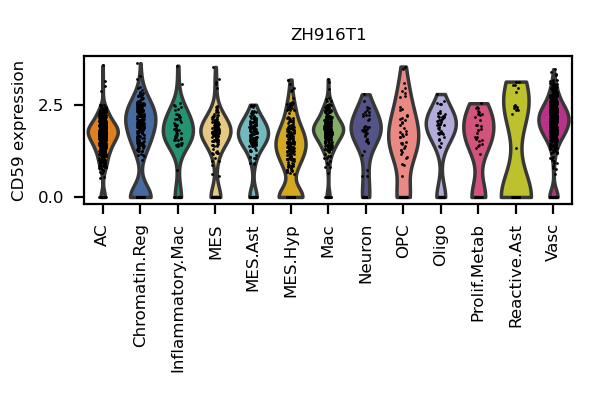 ZH916T1
CD59 expression
2.5
0.0
AC
Chromatin.Reg
Inflammatory.Mac
MES
MES.Ast
MES.Hyp
Mac
Neuron
OPC
Oligo
Prolif.Metab
Reactive.Ast
Vasc